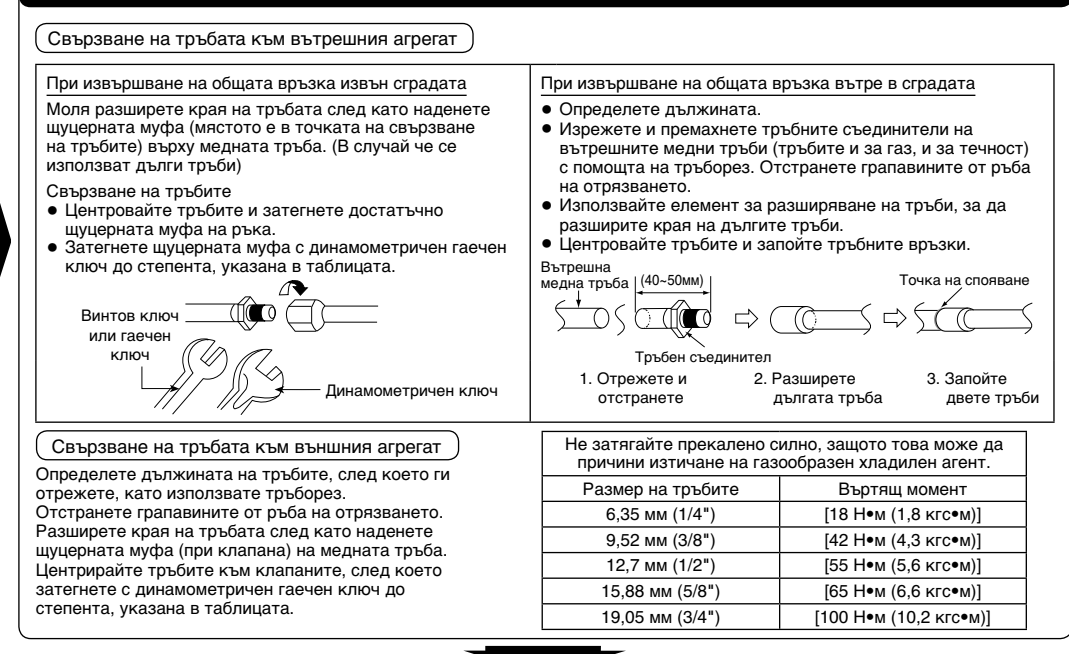 Свързване на тръбата към вътрешния агрегат
При извършване на общата връзка извън сградата
Моля разширете края на тръбата след като наденете
щуцерната муфа (мястото е в точката на свързване
на тръбите) върху медната тръба. (В случай че се
използват дълги тръби)
Свързване на тръбите
● Центровайте тръбите и затегнете достатъчно
щуцерната муфа на ръка.
● Затегнете щуцерната муфа с динамометричен гаечен
ключ до степента, указана в таблицата.
Винтов ключ
или гаечен
ключ
Динамометричен ключ
При извършване на общата връзка вътре в сградата
● Определете дължината.
● Изрежете и премахнете тръбните съединители на
вътрешните медни тръби (тръбите и за газ, и за течност)
с помощта на тръборез. Отстранете грапавините от ръба
на отрязването.
● Използвайте елемент за разширяване на тръби, за да
разширите края на дългите тръби.
● Центровайте тръбите и запойте тръбните връзки.
Вътрешна
медна тръба
(40~50мм)
Точка на спояване
Тръбен съединител
1. Отрежете и
отстранете
2. Разширете
дългата тръба
3. Запойте
двете тръби
Свързване на тръбата към външния агрегат
Определете дължината на тръбите, след което ги
отрежете, като използвате тръборез.
Отстранете грапавините от ръба на отрязването.
Разширете края на тръбата след като наденете
щуцерната муфа (при клапана) на медната тръба.
Центрирайте тръбите към клапаните, след което
затегнете с динамометричен гаечен ключ до
степента, указана в таблицата.
Не затягайте прекалено силно, защото това може да
причини изтичане на газообразен хладилен агент.
Размер на тръбите Въртящ момент
6,35 мм (1/4") [18 Н•м (1,8 кгс•м)]
9,52 мм (3/8") [42 Н•м (4,3 кгс•м)]
12,7 мм (1/2") [55 Н•м (5,6 кгс•м)]
15,88 мм (5/8") [65 Н•м (6,6 кгс•м)]
19,05 мм (3/4") [100 Н•м (10,2 кгс•м)]